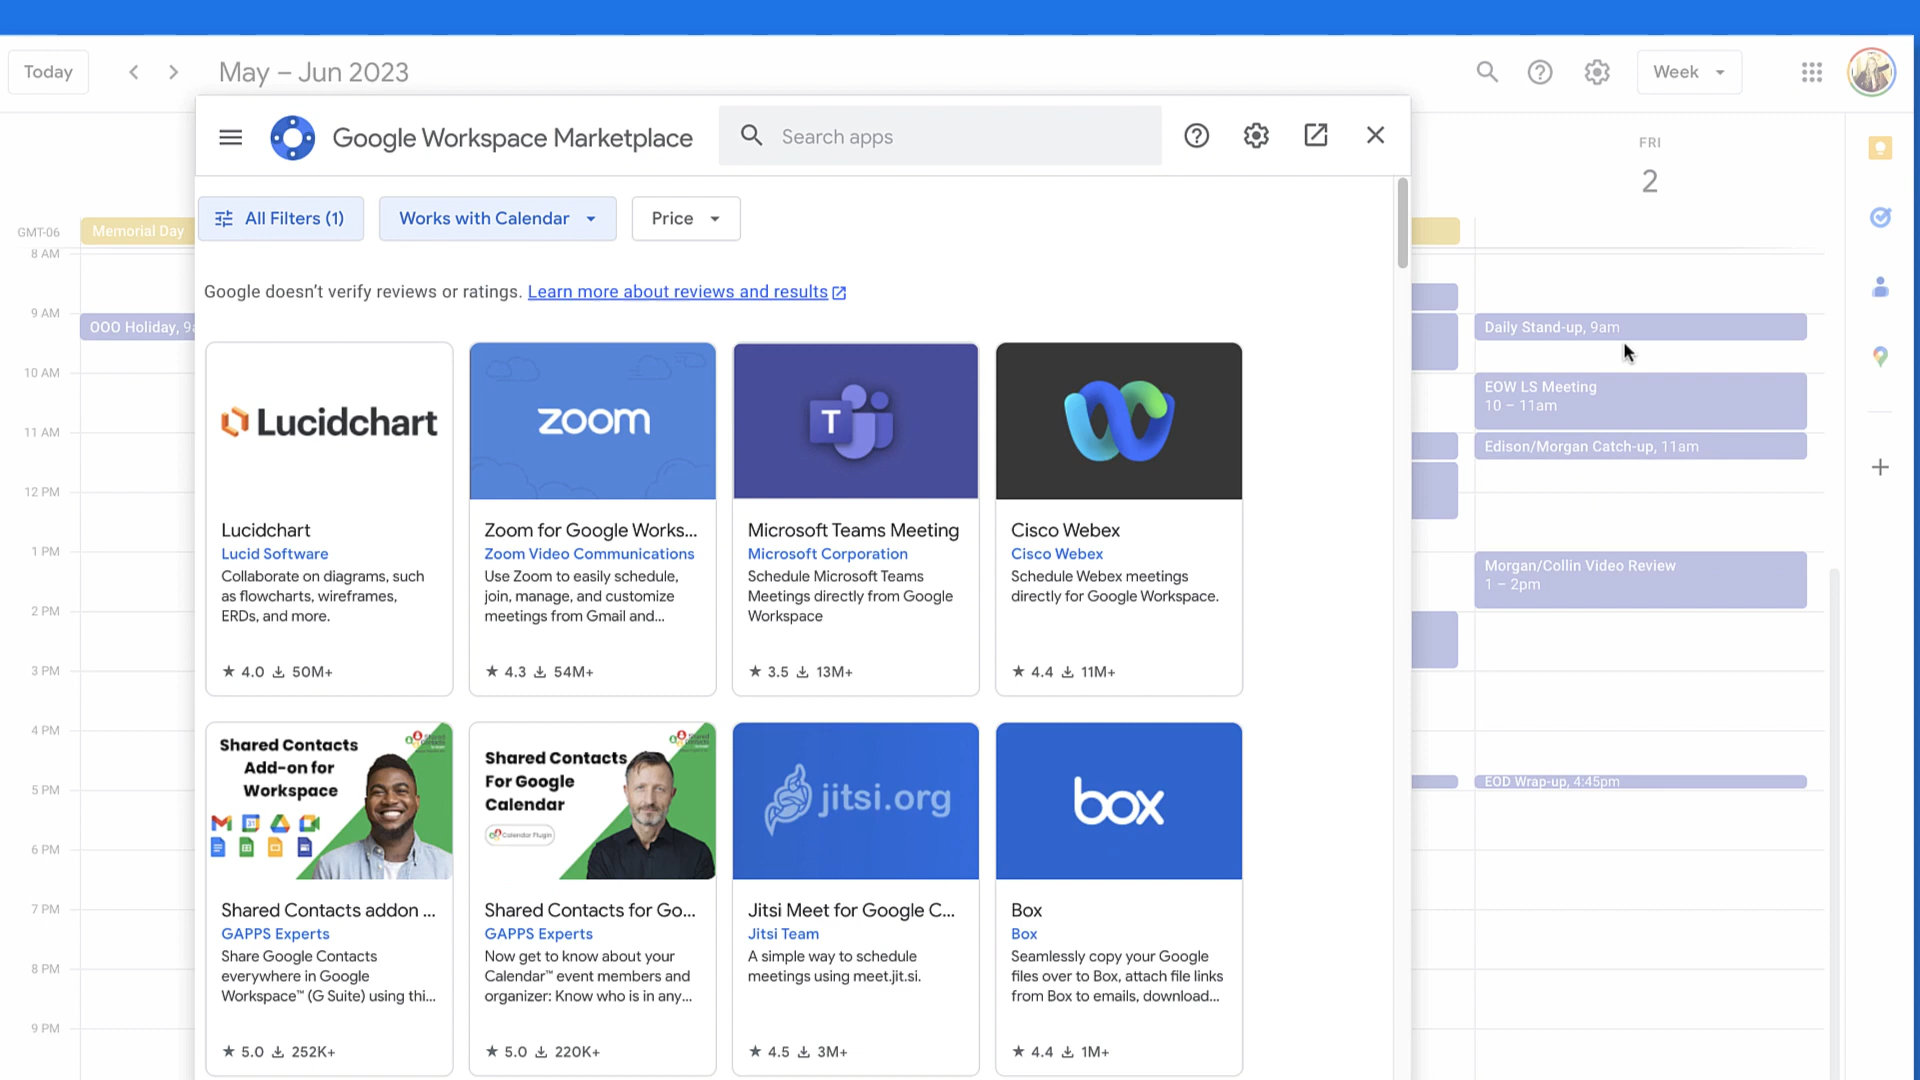 Today
May – Jun 2023
Week
Google Workspace Marketplace
Search apps
FRI
2
All Filters (1)
Works with Calendar
Price
GMT-06
Memorial Day
8 AM
Google doesn’t verify reviews or ratings. Learn more about reviews and results
9 AM
OOO Holiday, 9a
Daily Stand-up, 9am
10 AM
EOW LS Meeting
10 – 11am
11 AM
Edison/Morgan Catch-up, 11am
12 PM
1 PM
Morgan/Collin Video Review
1 – 2pm
2 PM
3 PM
4 PM
5 PM
EOD Wrap-up, 4:45pm
6 PM
7 PM
8 PM
9 PM
Lucidchart
Lucidchart
Lucid Software
Collaborate on diagrams, such
as flowcharts, wireframes,
ERDs, and more.
4.0 50M+
zoom
Zoom for Google Works...
Zoom Video Communications
Use Zoom to easily schedule,
join, manage, and customize
meetings from Gmail and...
4.3 54M+
T
Microsoft Teams Meeting
Microsoft Corporation
Schedule Microsoft Teams
Meetings directly from Google
Workspace
3.5 13M+
Cisco Webex
Cisco Webex
Schedule Webex meetings
directly for Google Workspace.
4.4 11M+
Shared Contacts
Add-on for
Workspace
Shared Contacts addon ...
GAPPS Experts
Share Google Contacts
everywhere in Google
Workspace™ (G Suite) using thi...
5.0 252K+
Shared Contacts
For Google
Calendar
Calendar Plugin
Shared Contacts for Go...
GAPPS Experts
Now get to know about your
Calendar™ event members and
organizer: Know who is in any...
5.0 220K+
jitsi.org
Jitsi Meet for Google C...
Jitsi Team
A simple way to schedule
meetings using meet.jit.si.
4.5 3M+
box
Box
Box
Seamlessly copy your Google
files over to Box, attach file links
from Box to emails, download...
4.4 1M+